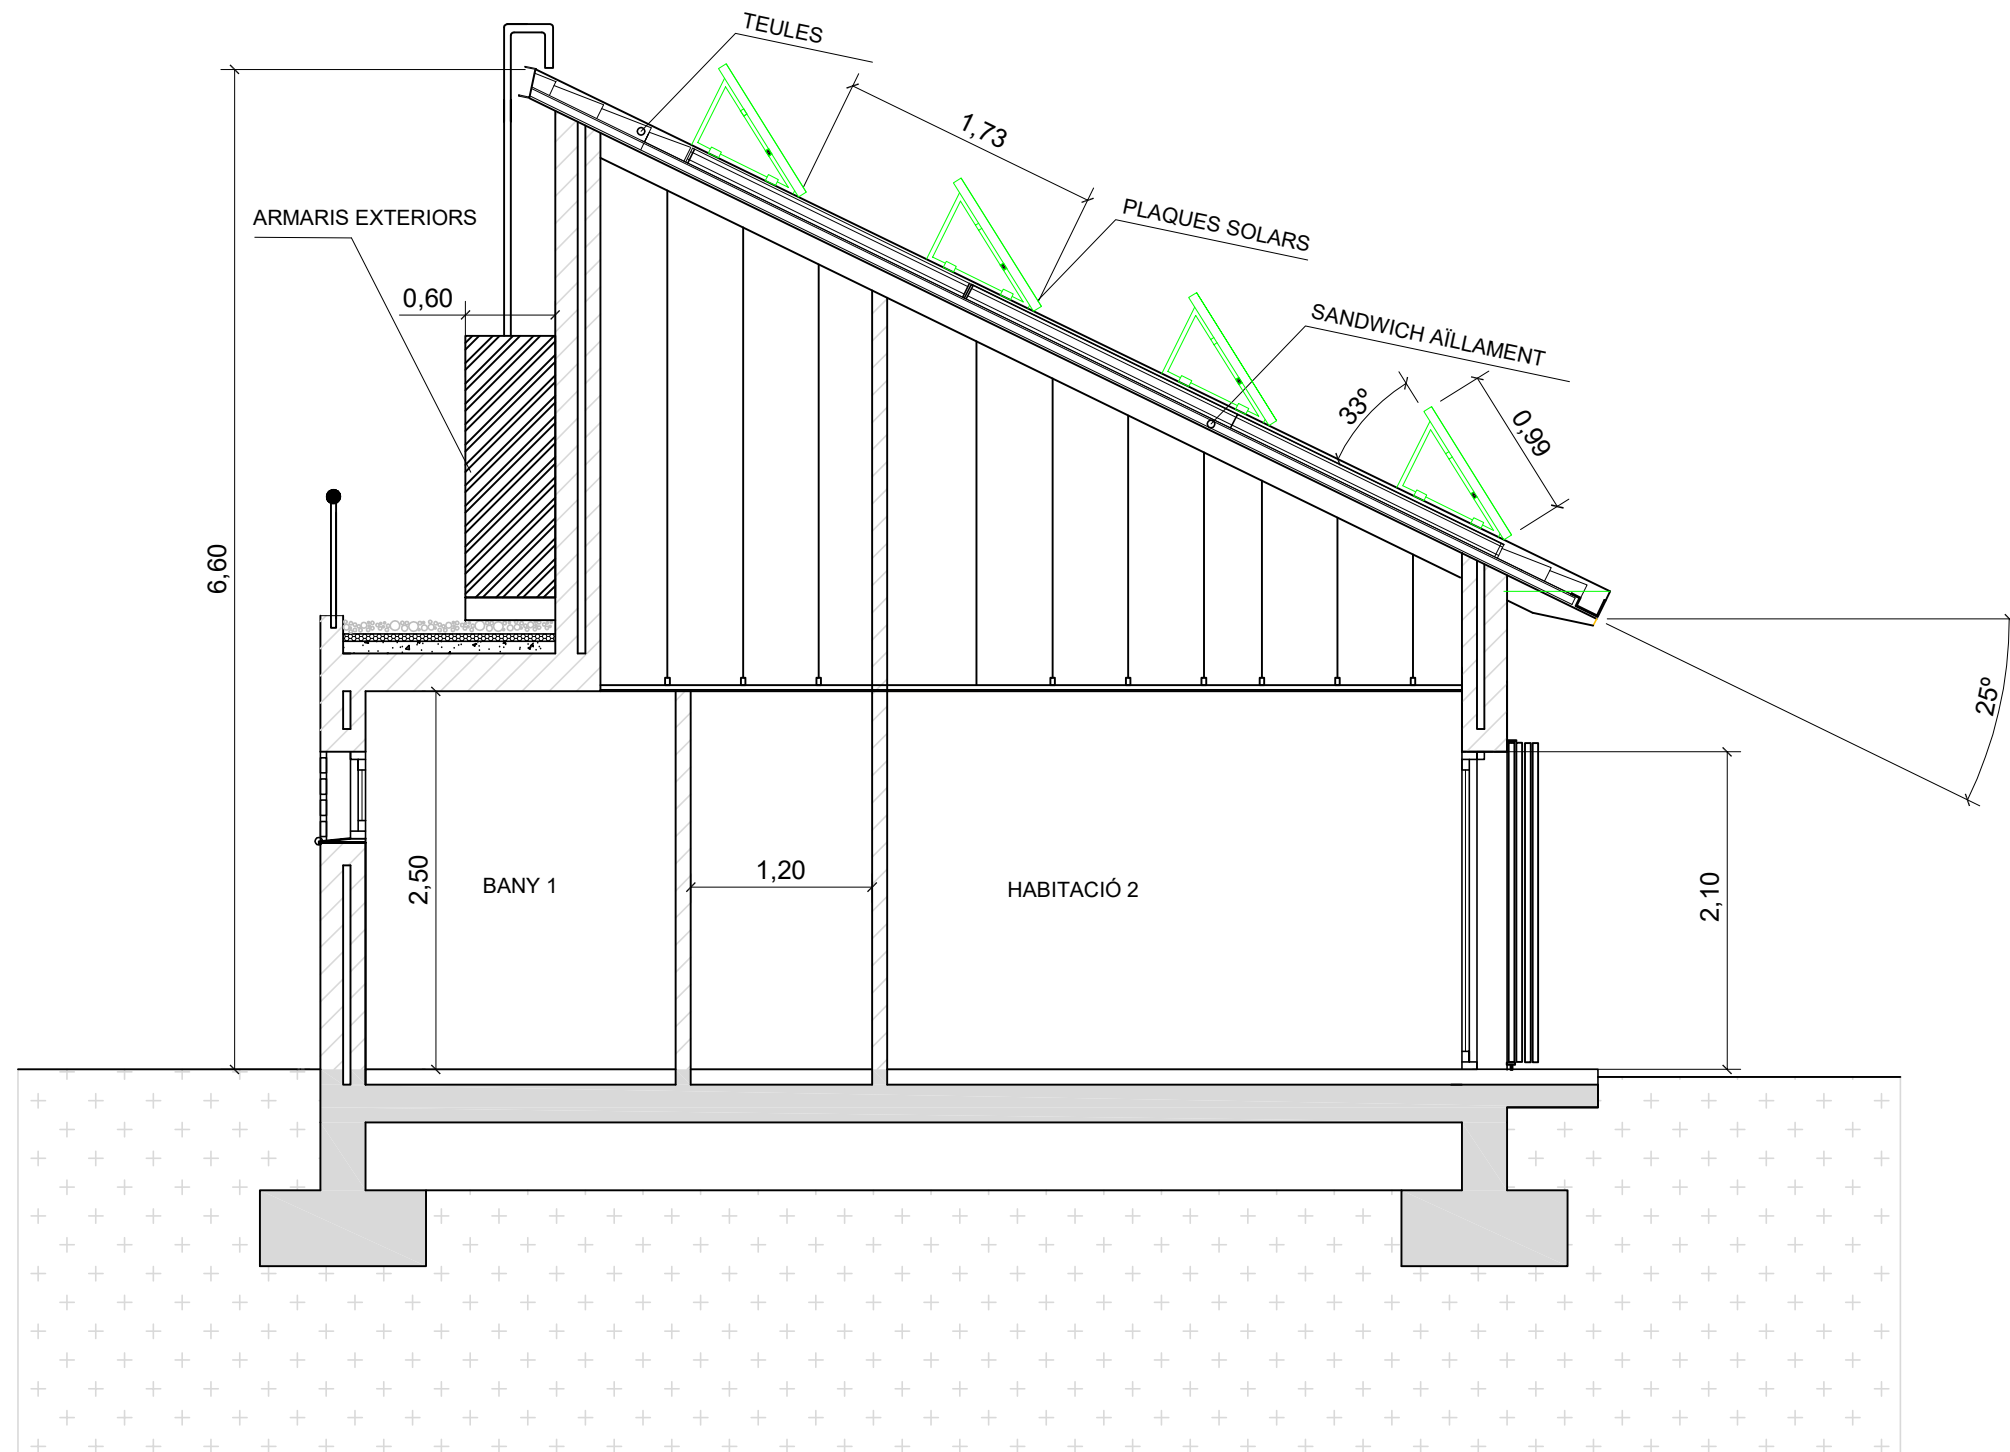 TEULES
1,73
ARMARIS EXTERIORS
PLAQUES SOLARS
0,60
SANDWICH AÏLLAMENT
33º
0,99
6,60
25º
2,50
BANY 1
1,20
HABITACIÓ 2
2,10